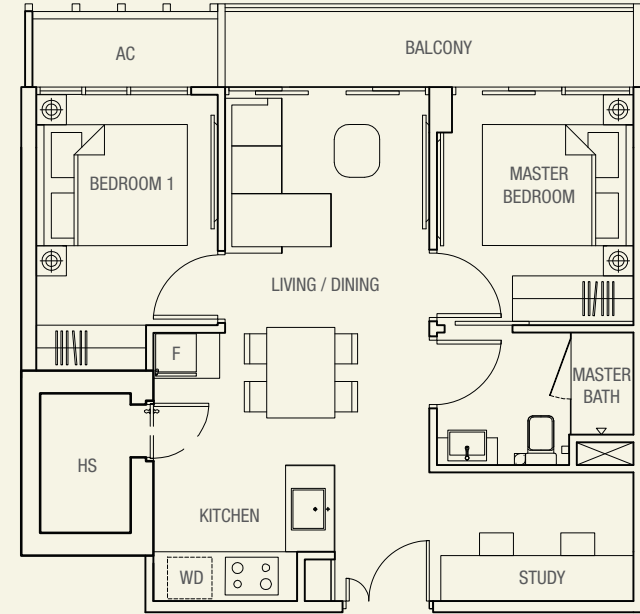 AC
BALCONY
BEDROOM 1
MASTER
BEDROOM
LIVING / DINING
F
MASTER
BATH
HS
KITCHEN
WD
STUDY